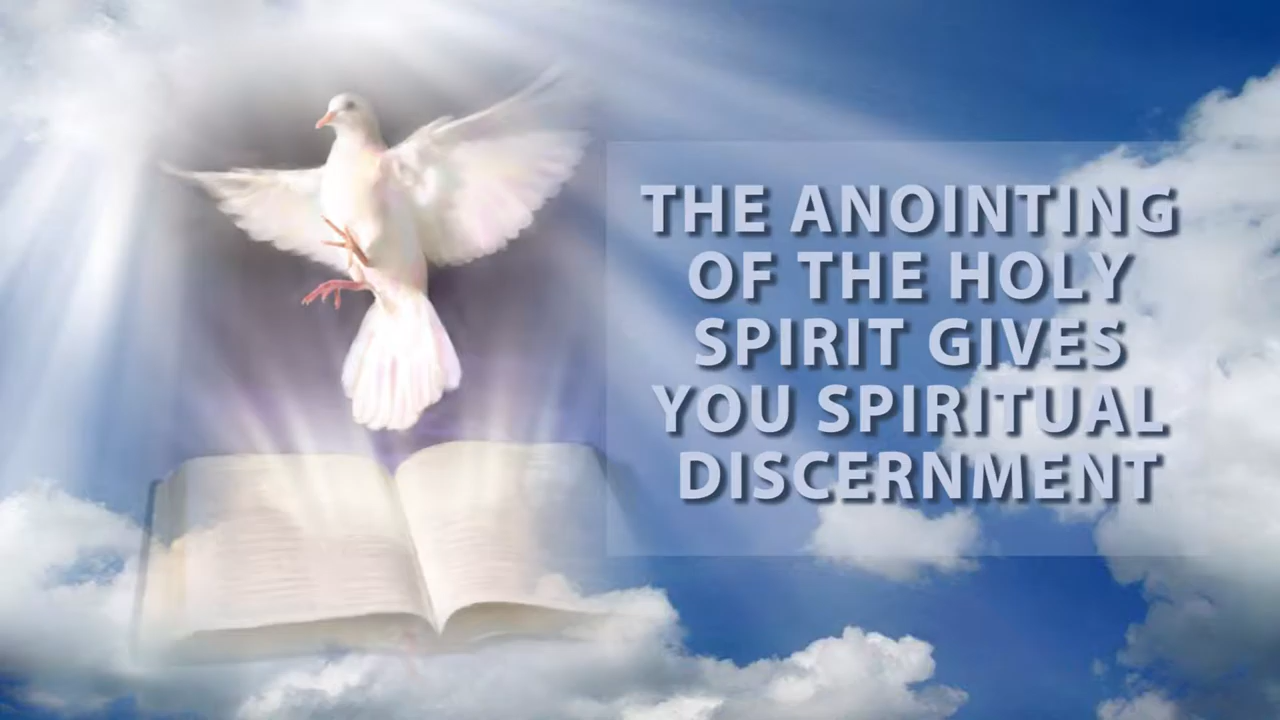 THE ANOINTING
OF THE HOLY
SPIRIT GIVES
YOU SPIRITUAL
DISCERNMENT